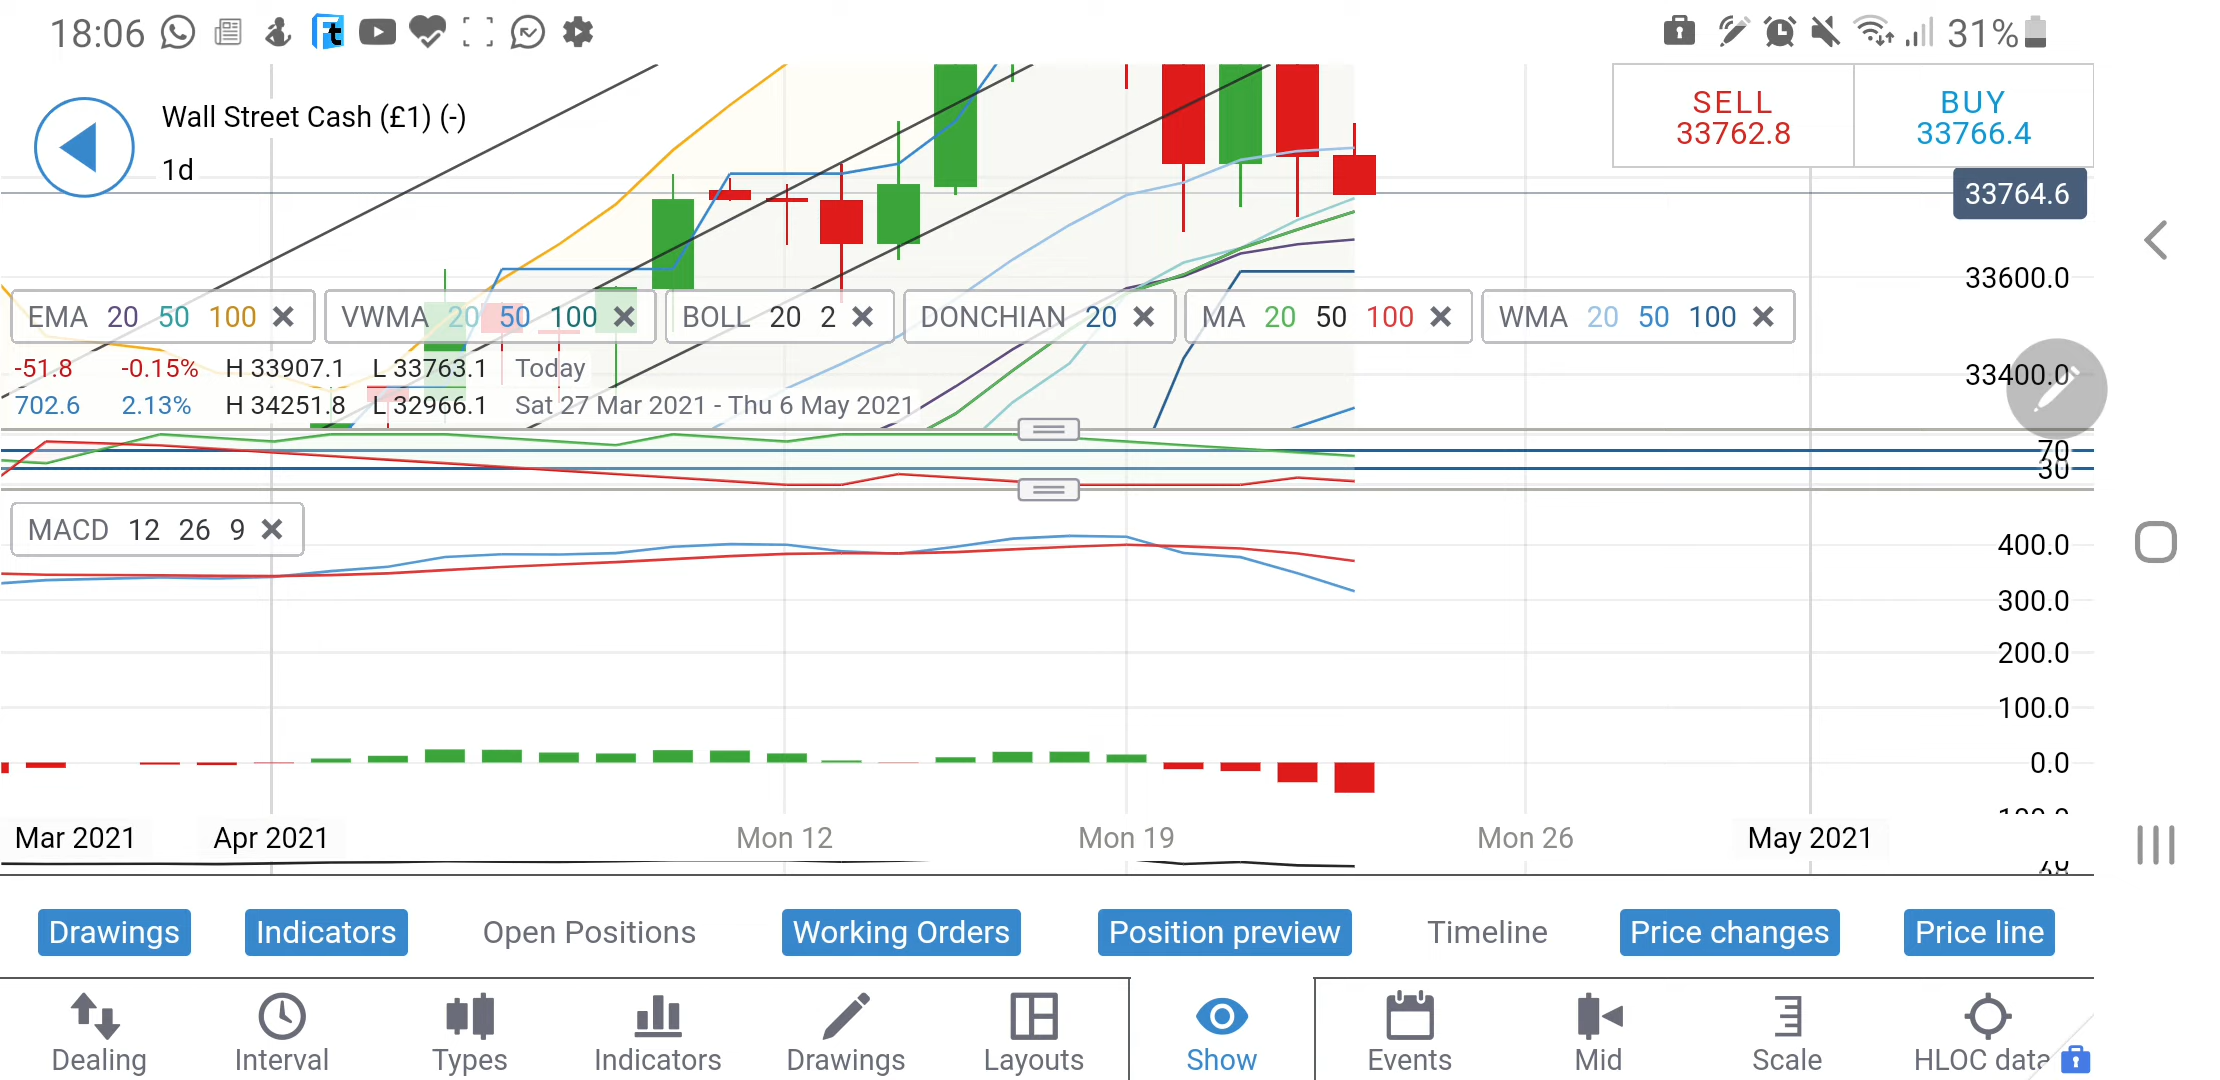 18:06
31%
Wall Street Cash (£1) (-)
1d
SELL
33762.8
BUY
33766.4
33764.6
33600.0
EMA 20 50 100
VWMA 20 50 100
BOLL 20 2
DONCHIAN 20
MA 20 50 100
WMA 20 50 100
-51.8 -0.15% H 33907.1 L 33763.1 Today
33400.0
702.6 2.13% H 34251.8 L 32966.1 Sat 27 Mar 2021 - Thu 6 May 2021
70
30
MACD 12 26 9
400.0
300.0
200.0
100.0
0.0
Mar 2021 Apr 2021 Mon 12 Mon 19 Mon 26 May 2021
Drawings Indicators Open Positions Working Orders Position preview Timeline Price changes Price line
Dealing Interval Types Indicators Drawings Layouts Show Events Mid Scale HLOC data